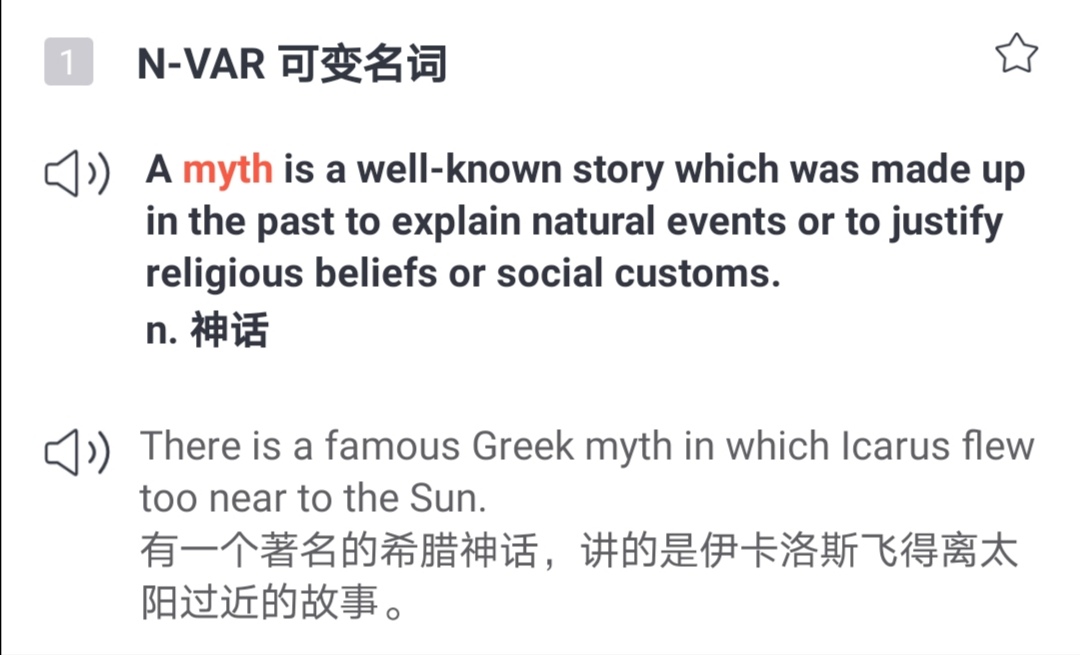 1 N-VAR 可变名词
A myth is a well-known story which was made up
in the past to explain natural events or to justify
religious beliefs or social customs.
n. 神话
There is a famous Greek myth in which Icarus flew
too near to the Sun.
有一个著名的希腊神话，讲的是伊卡洛斯飞得离太
阳过近的故事。